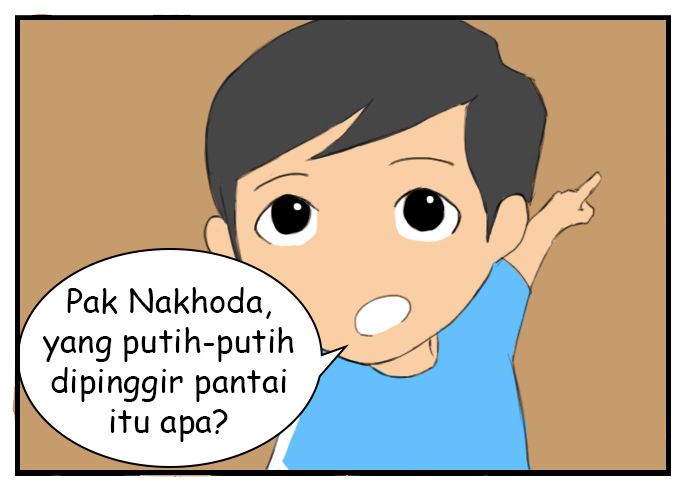 Pak Nakhoda,
yang putih-putih
dipinggir pantai
itu apa?